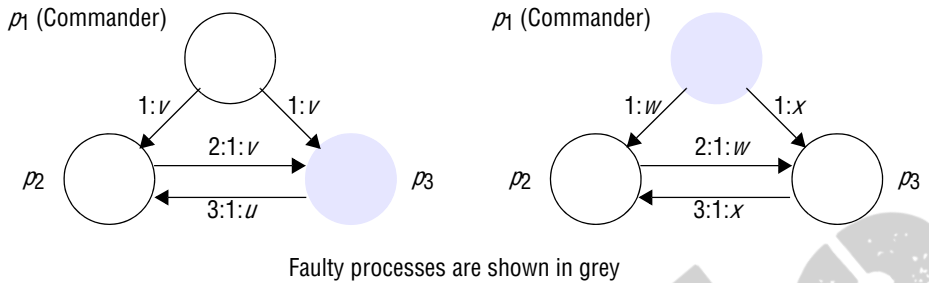 p1 (Commander)
p1 (Commander)
1:v
1:v
1:w
1:x
2:1:v
2:1:w
p2
p3
p2
p3
3:1:u
3:1:x
Faulty processes are shown in grey